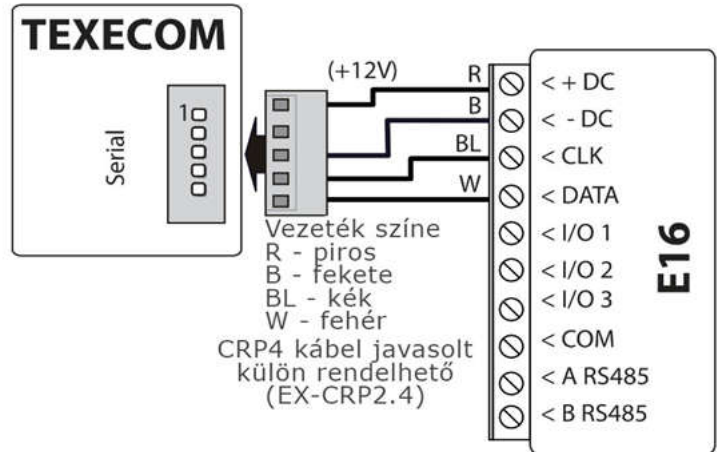 TEXECOM
Serial
1
(+12V)
R
B
BL
W
Vezeték színe
R - piros
B - fekete
BL - kék
W - fehér
CRP4 kábel javasolt
külön rendelhető
(EX-CRP2.4)
< + DC
< - DC
< CLK
< DATA
< I/O 1
< I/O 2
< I/O 3
< COM
< A RS485
< B RS485
E16